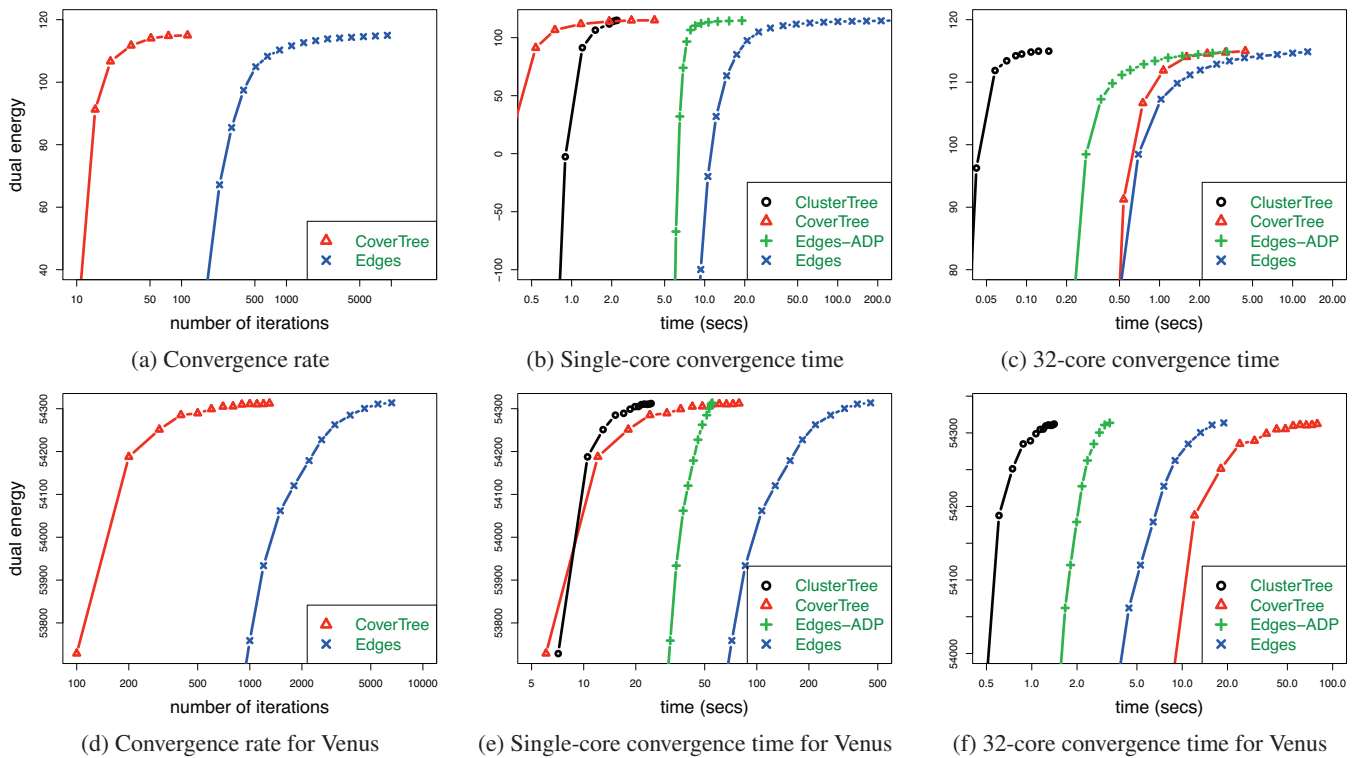 dual energy
40 60 80 100 120
10 50 100 500 1000 5000
number of iterations
CoverTree
Edges
(a) Convergence rate
-100 -50 0 50 100
0.5 1.0 2.0 5.0 10.0 20.0 50.0 100.0 200.0
time (secs)
ClusterTree
CoverTree
Edges-ADP
Edges
(b) Single-core convergence time
80 90 100 110 120
0.05 0.10 0.20 0.50 1.00 2.00 5.00 10.00 20.00
time (secs)
ClusterTree
CoverTree
Edges-ADP
Edges
(c) 32-core convergence time
dual energy
53800 53900 54000 54100 54200 54300
100 200 500 1000 2000 5000 10000
number of iterations
CoverTree
Edges
(d) Convergence rate for Venus
53800 53900 54000 54100 54200 54300
5 10 20 50 100 200 500
time (secs)
ClusterTree
CoverTree
Edges-ADP
Edges
(e) Single-core convergence time for Venus
54000 54100 54200 54300
0.5 1.0 2.0 5.0 10.0 20.0 50.0 100.0
time (secs)
ClusterTree
CoverTree
Edges-ADP
Edges
(f) 32-core convergence time for Venus